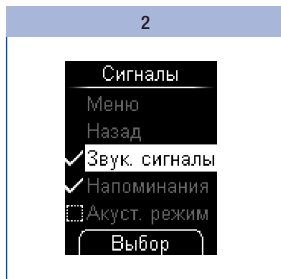 2
Сигналы
Меню
Назад
Звук. сигналы
Напоминания
Акуст. режим
Выбор